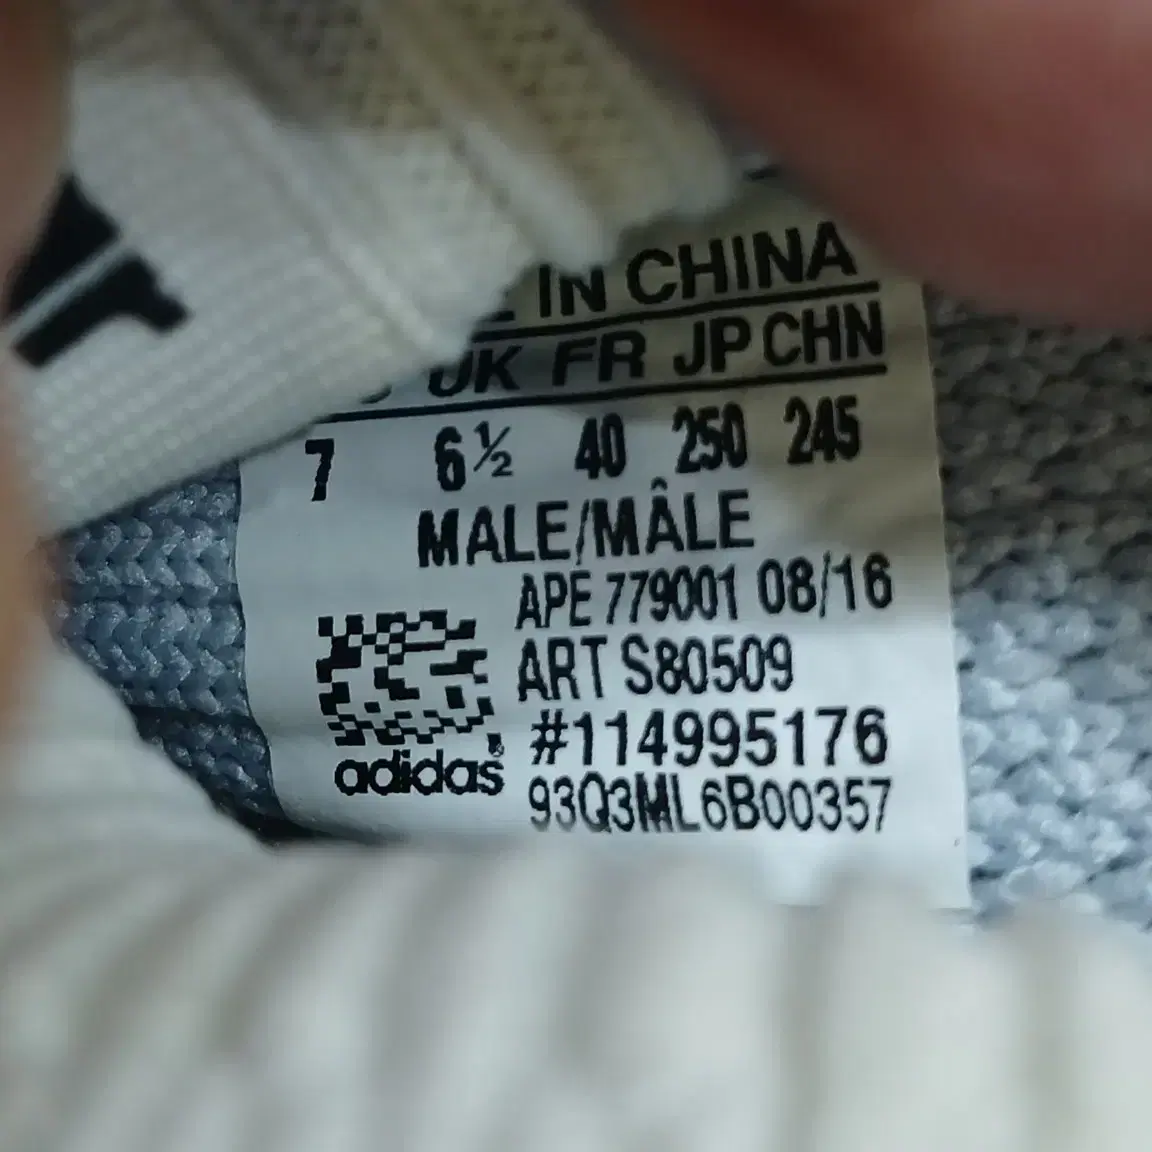 IN CHINA
UK FR JP CHN
7 6½ 40 250 245
MALE/MÂLE
APE 779001 08/16
ART S80509
#114995176
adidas®
93Q3ML6B00357